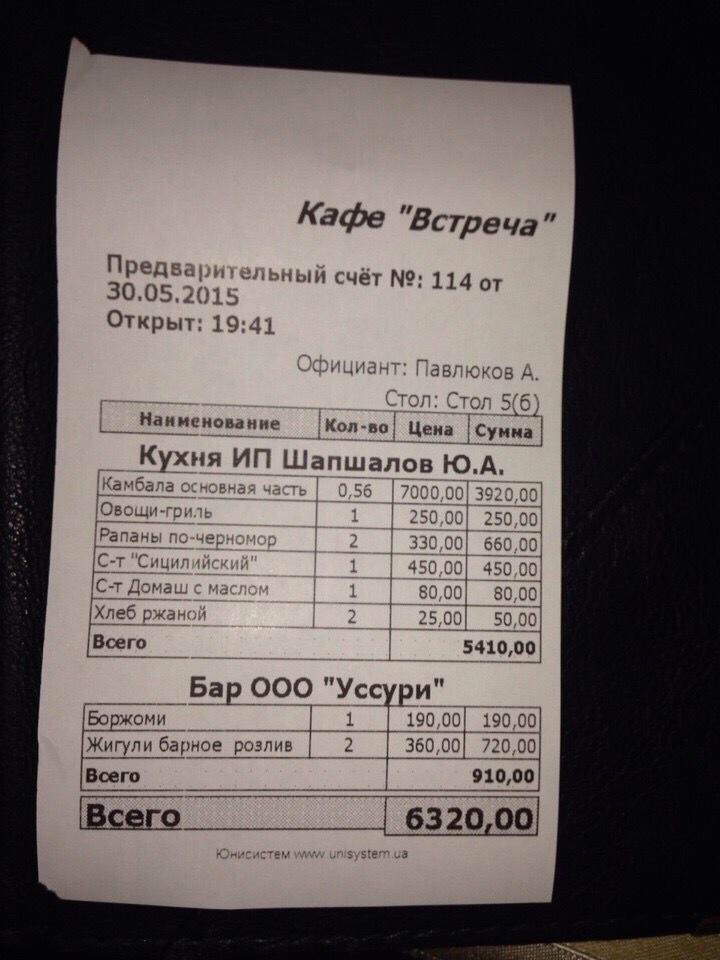 Кафе "Встреча"
Предварительный счёт №: 114 от
30.05.2015
Открыт: 19:41
Официант: Павлюков А.
Стол: Стол 5(б)
Наименование Кол-во Цена Сумма
Кухня ИП Шапшалов Ю.А.
Камбала основная часть 0,56 7000,00 3920,00
Овощи-гриль 1 250,00 250,00
Рапаны по-черномор 2 330,00 660,00
С-т "Сицилийский" 1 450,00 450,00
С-т Домаш с маслом 1 80,00 80,00
Хлеб ржаной 2 25,00 50,00
Всего 5410,00
Бар ООО "Уссури"
Боржоми 1 190,00 190,00
Жигули барное розлив 2 360,00 720,00
Всего 910,00
Всего 6320,00
Юнисистем www.unisystem.ua